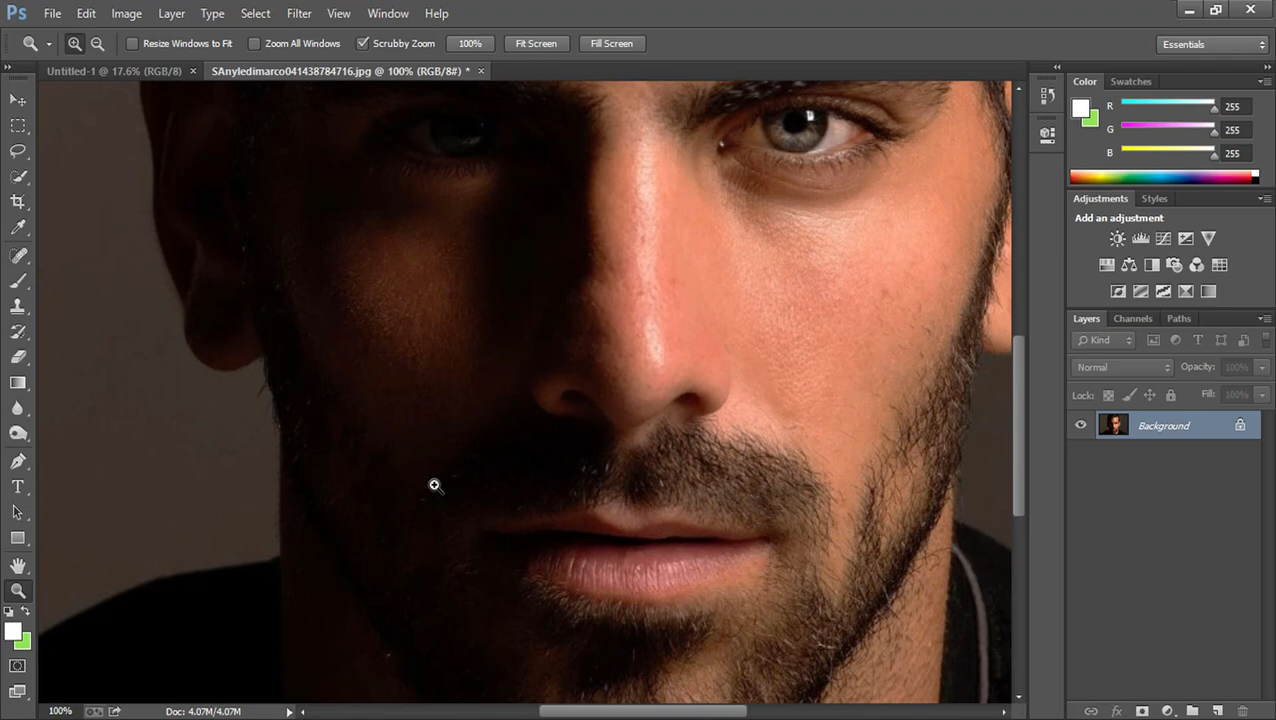 Ps File Edit Image Layer Type Select Filter 3D View Window Help
Resize Windows to Fit Zoom All Windows Scrubby Zoom 100% Fit Screen Fill Screen Essentials
Untitled-1 @ 17.6% (RGB/8) × SAnyledimarco041438784716.jpg @ 100% (RGB/8#) * ×
Color Swatches
R 255
G 255
B 255
Adjustments Styles
Add an adjustment
Layers Channels Paths
Kind
Normal Opacity: 100%
Lock: Fill: 100%
Background
100% Doc: 4.07M/4.07M